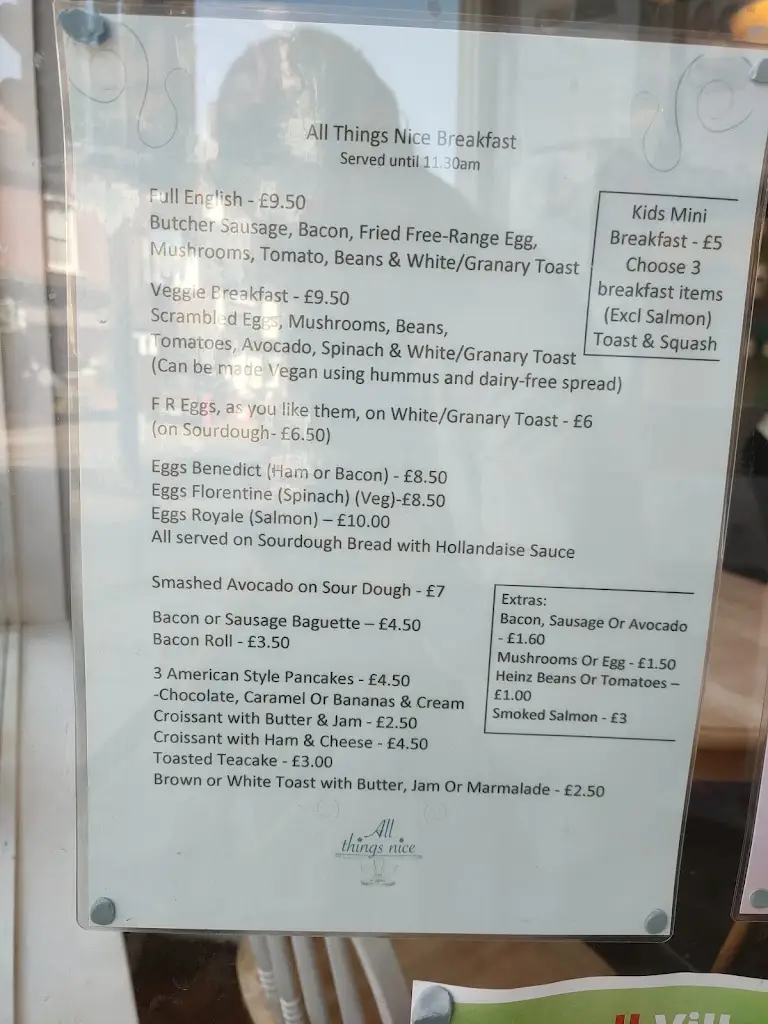 All Things Nice Breakfast
Served until 11.30am
Full English - £9.50
Butcher Sausage, Bacon, Fried Free-Range Egg,
Mushrooms, Tomato, Beans & White/Granary Toast
Kids Mini
Breakfast - £5
Choose 3
breakfast items
(Excl Salmon)
Toast & Squash
Veggie Breakfast - £9.50
Scrambled Eggs, Mushrooms, Beans,
Tomatoes, Avocado, Spinach & White/Granary Toast
(Can be made Vegan using hummus and dairy-free spread)
F R Eggs, as you like them, on White/Granary Toast - £6
(on Sourdough- £6.50)
Eggs Benedict (Ham or Bacon) - £8.50
Eggs Florentine (Spinach) (Veg)-£8.50
Eggs Royale (Salmon) – £10.00
All served on Sourdough Bread with Hollandaise Sauce
Smashed Avocado on Sour Dough - £7
Bacon or Sausage Baguette – £4.50
Bacon Roll - £3.50
Extras:
Bacon, Sausage Or Avocado
- £1.60
Mushrooms Or Egg - £1.50
Heinz Beans Or Tomatoes –
£1.00
Smoked Salmon - £3
3 American Style Pancakes - £4.50
-Chocolate, Caramel Or Bananas & Cream
Croissant with Butter & Jam - £2.50
Croissant with Ham & Cheese - £4.50
Toasted Teacake - £3.00
Brown or White Toast with Butter, Jam Or Marmalade - £2.50
All
things nice